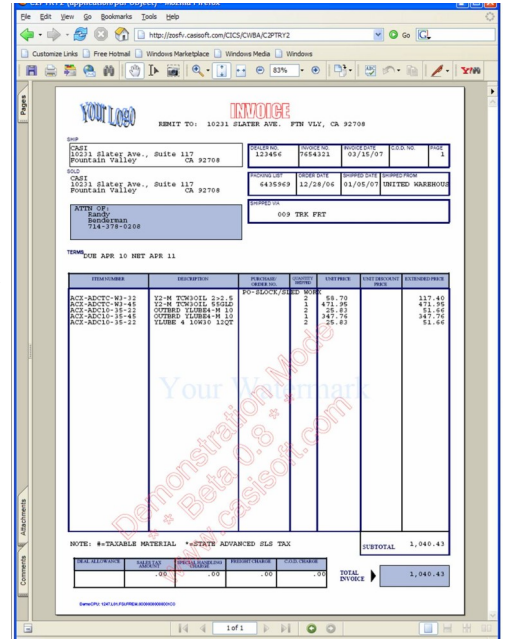 File Edit View Go Bookmarks Tools Help
http://zosfv.casisoft.com/CICS/CWBA/C2PTRY2 Go
Customize Links Free Hotmail Windows Marketplace Windows Media Windows
83%
Pages
YOUR LOGO
INVOICE
REMIT TO: 10231 SLATER AVE. FTN VLY, CA 92708
SHIP
CASI
10231 Slater Ave., Suite 117
Fountain Valley CA 92708
DEALER NO. INVOICE NO. INVOICE DATE C.O.D. NO. PAGE
123456 7654321 03/15/07 1
SOLD
CASI
10231 Slater Ave., Suite 117
Fountain Valley CA 92708
PACKING LIST ORDER DATE SHIPPED DATE SHIPPED FROM
6435969 12/28/06 01/05/07 UNITED WAREHOUS
ATTN OF:
Randy
Benderman
714-378-0208
SHIPPED VIA
009 TRK FRT
TERMS
DUE APR 10 NET APR 11
ITEM NUMBER DESCRIPTION PURCHASE ORDER NO. QUANTITY SHIPPED UNIT PRICE UNIT DISCOUNT PRICE EXTENDED PRICE
PO-SLOCK/SLED WORK
ACX-ADCTC-W3-32 Y2-M TCW3OIL 2>2.5 2 58.70 117.40
ACX-ADCTC-W3-45 Y2-M TCW3OIL 55GLD 1 471.95 471.95
ACX-ADC10-35-22 OUTBRD YLUBE4-M 10 2 25.83 51.66
ACX-ADC10-35-45 OUTBRD YLUBE4-M 10 1 347.76 347.76
ACX-ADC10-35-22 YLUBE 4 10W30 12QT 2 25.83 51.66
Your Watermark
Demonstration Mode
* * Beta 0.8 * *
www.casisoft.com
NOTE: #=TAXABLE MATERIAL *=STATE ADVANCED SLS TAX
SUBTOTAL 1,040.43
DEAL ALLOWANCE SALES TAX AMOUNT SPECIAL HANDLING CHARGE FREIGHT CHARGE C.O.D. CHARGE
.00 .00 .00 .00
TOTAL INVOICE 1,040.43
Attachments
Comments
1 of 1